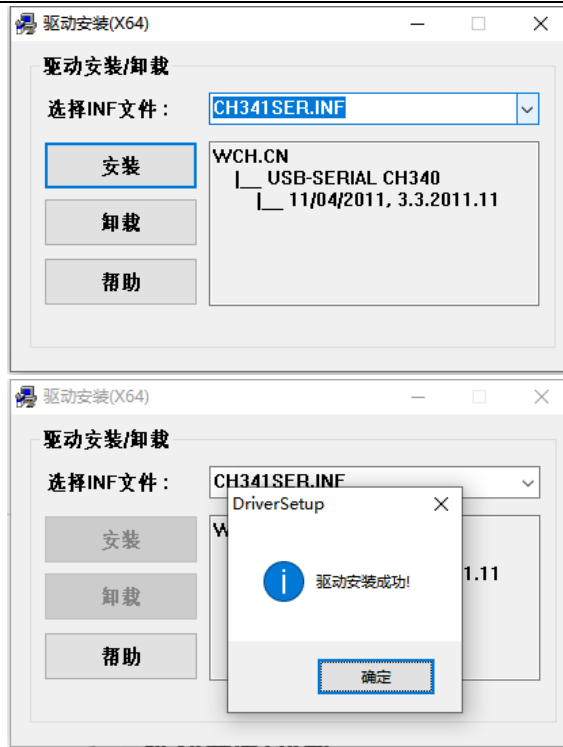 驱动安装(X64)
驱动安装/卸载
选择INF文件：
CH341SER.INF
安装
卸载
帮助
WCH.CN
|__ USB-SERIAL CH340
|__ 11/04/2011, 3.3.2011.11
驱动安装(X64)
驱动安装/卸载
选择INF文件：
CH341SER.INF
DriverSetup
安装
卸载
帮助
W
1.11
驱动安装成功!
确定